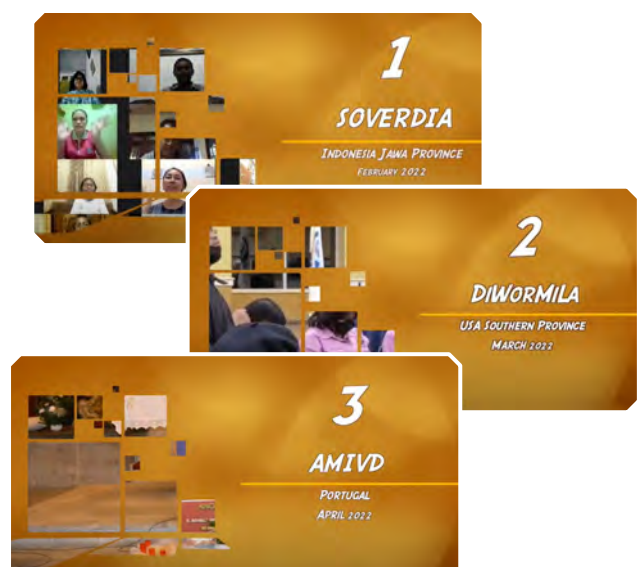 1
SOVERDIA
INDONESIA JAWA PROVINCE
FEBRUARY 2022
2
DIWORMILA
USA SOUTHERN PROVINCE
MARCH 2022
3
AMIVD
PORTUGAL
APRIL 2022